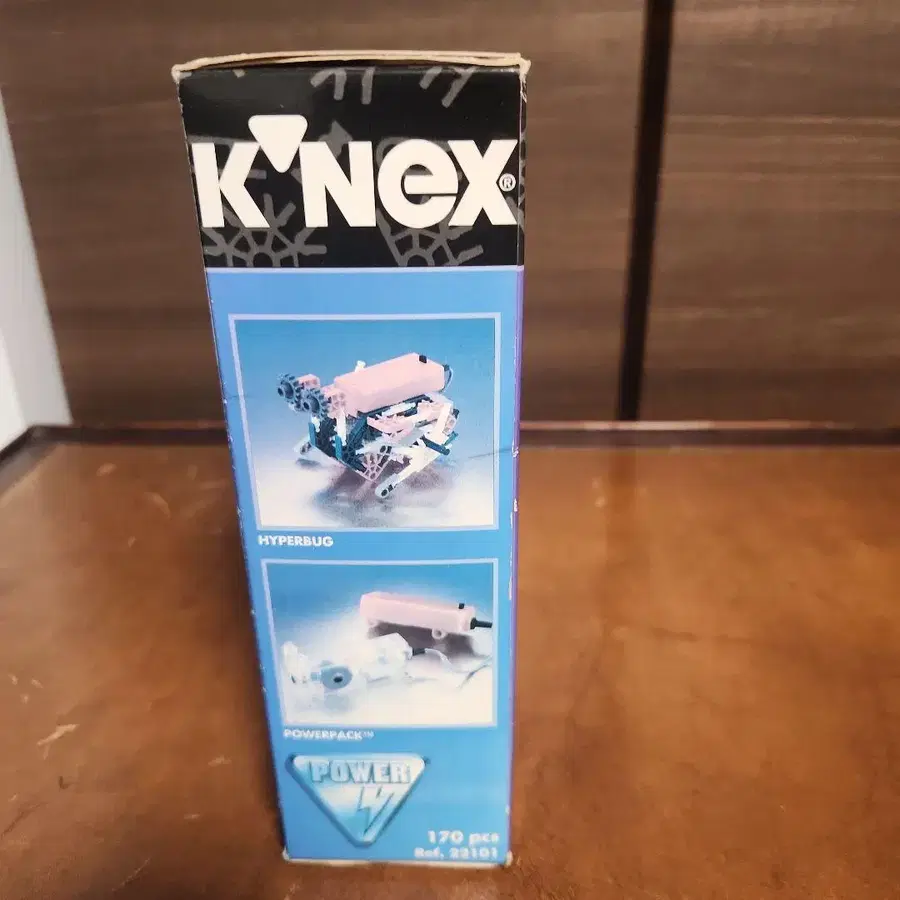 K'NEX®
HYPERBUG
POWERPACK™
POWER
170 pcs
Ref. 22101